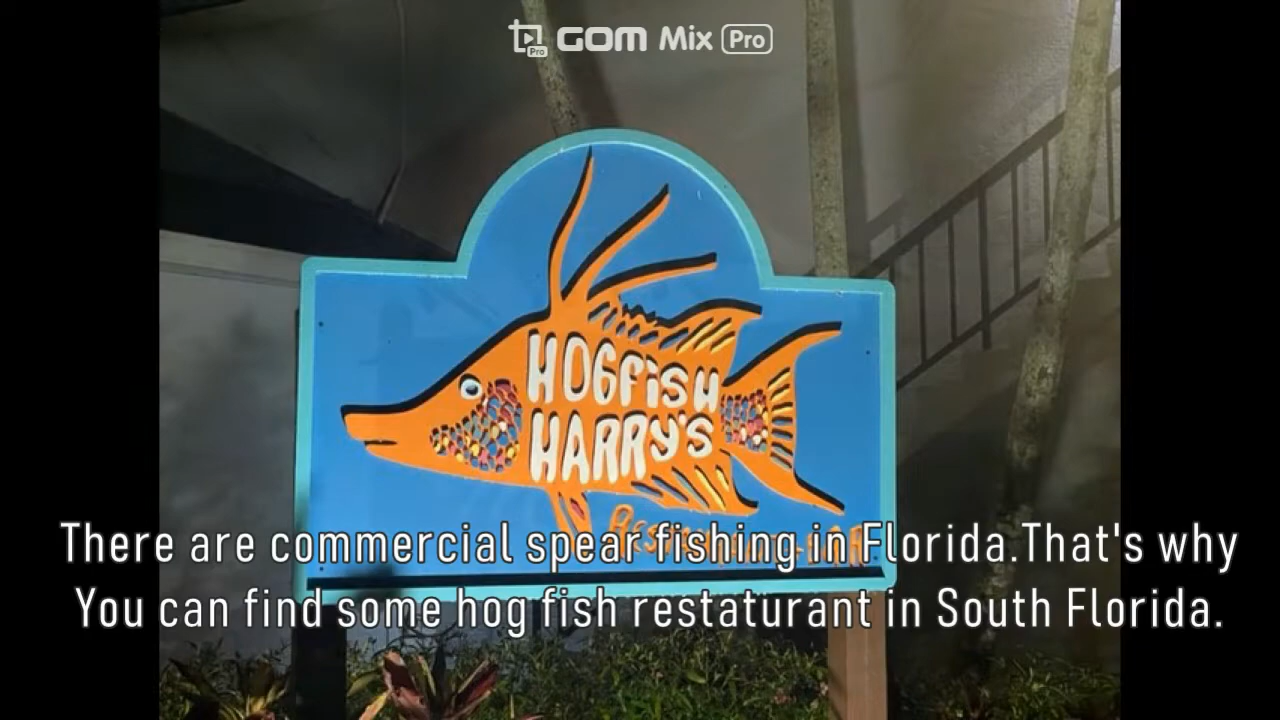 GOM Mix Pro
HOGFiSH
HARRY'S
There are commercial spear fishing in Florida.That's why
You can find some hog fish restaturant in South Florida.